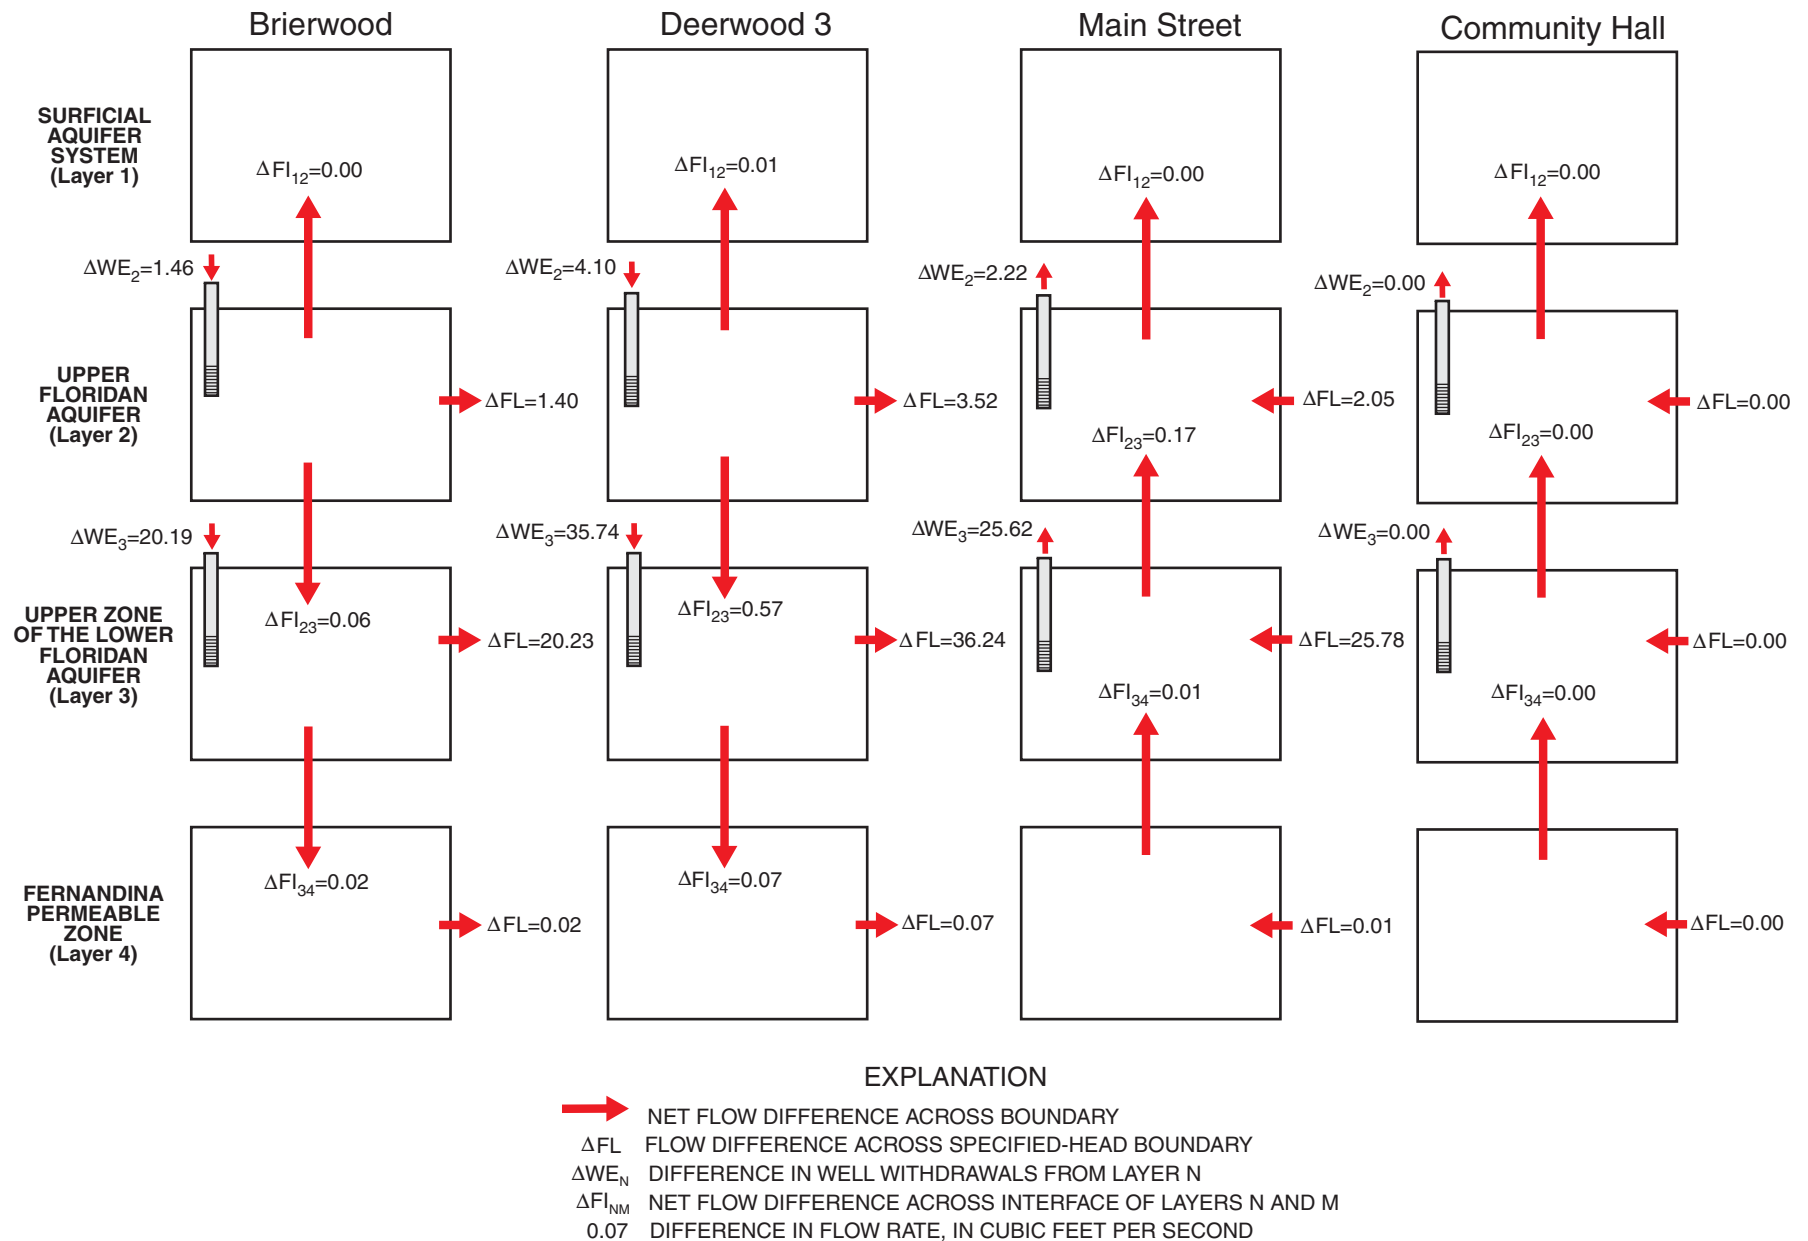 Brierwood
Deerwood 3
Main Street
Community Hall
SURFICIAL
AQUIFER
SYSTEM
(Layer 1)
ΔFI12=0.00
ΔFI12=0.01
ΔFI12=0.00
ΔFI12=0.00
ΔWE2=1.46
ΔWE2=4.10
ΔWE2=2.22
ΔWE2=0.00
UPPER
FLORIDAN
AQUIFER
(Layer 2)
ΔFL=1.40
ΔFL=3.52
ΔFL=2.05
ΔFL=0.00
ΔFI23=0.17
ΔFI23=0.00
ΔWE3=20.19
ΔWE3=35.74
ΔWE3=25.62
ΔWE3=0.00
UPPER ZONE
OF THE LOWER
FLORIDAN
AQUIFER
(Layer 3)
ΔFI23=0.06
ΔFI23=0.57
ΔFL=20.23
ΔFL=36.24
ΔFL=25.78
ΔFL=0.00
ΔFI34=0.01
ΔFI34=0.00
FERNANDINA
PERMEABLE
ZONE
(Layer 4)
ΔFI34=0.02
ΔFI34=0.07
ΔFL=0.02
ΔFL=0.07
ΔFL=0.01
ΔFL=0.00
EXPLANATION
NET FLOW DIFFERENCE ACROSS BOUNDARY
ΔFL FLOW DIFFERENCE ACROSS SPECIFIED-HEAD BOUNDARY
ΔWEN DIFFERENCE IN WELL WITHDRAWALS FROM LAYER N
ΔFINM NET FLOW DIFFERENCE ACROSS INTERFACE OF LAYERS N AND M
0.07 DIFFERENCE IN FLOW RATE, IN CUBIC FEET PER SECOND